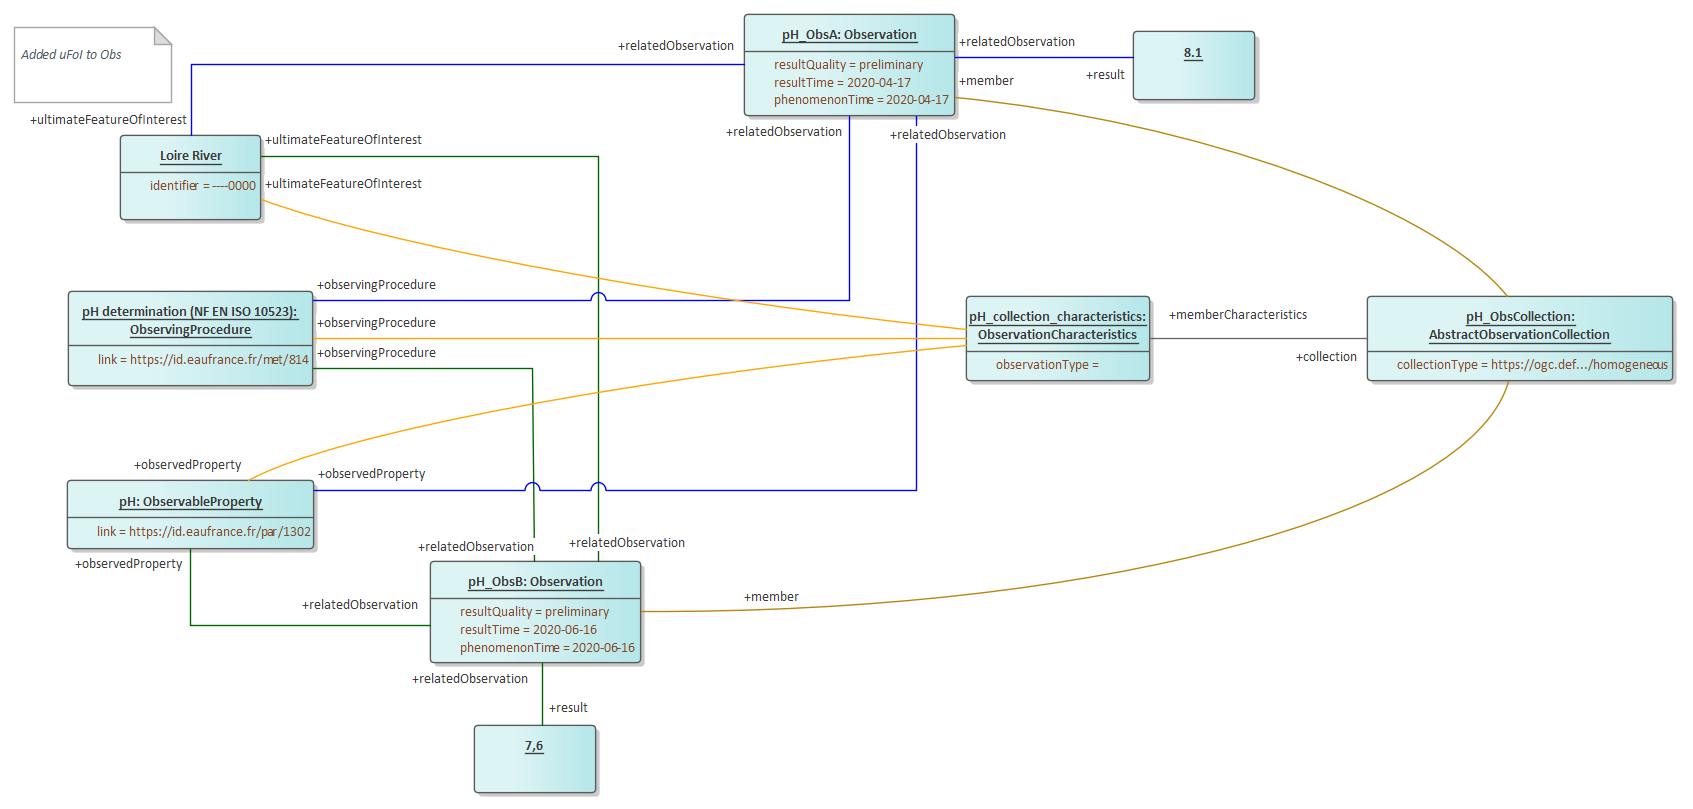 Added uFoI to Obs
+relatedObservation
pH_ObsA: Observation
resultQuality = preliminary
resultTime = 2020-04-17
phenomenonTime = 2020-04-17
+relatedObservation
+result
8.1
+member
+ultimateFeatureOfInterest
+relatedObservation
+relatedObservation
Loire River
identifier = ----0000
+ultimateFeatureOfInterest
+ultimateFeatureOfInterest
pH determination (NF EN ISO 10523):
ObservingProcedure
link = https://id.eaufrance.fr/met/814
+observingProcedure
+observingProcedure
+observingProcedure
pH_collection_characteristics:
ObservationCharacteristics
observationType =
+memberCharacteristics
+collection
pH_ObsCollection:
AbstractObservationCollection
collectionType = https://ogc.def.../homogeneous
+observedProperty
+observedProperty
pH: ObservableProperty
link = https://id.eaufrance.fr/par/1302
+observedProperty
+relatedObservation
+relatedObservation
+relatedObservation
pH_ObsB: Observation
resultQuality = preliminary
resultTime = 2020-06-16
phenomenonTime = 2020-06-16
+member
+relatedObservation
+result
7,6